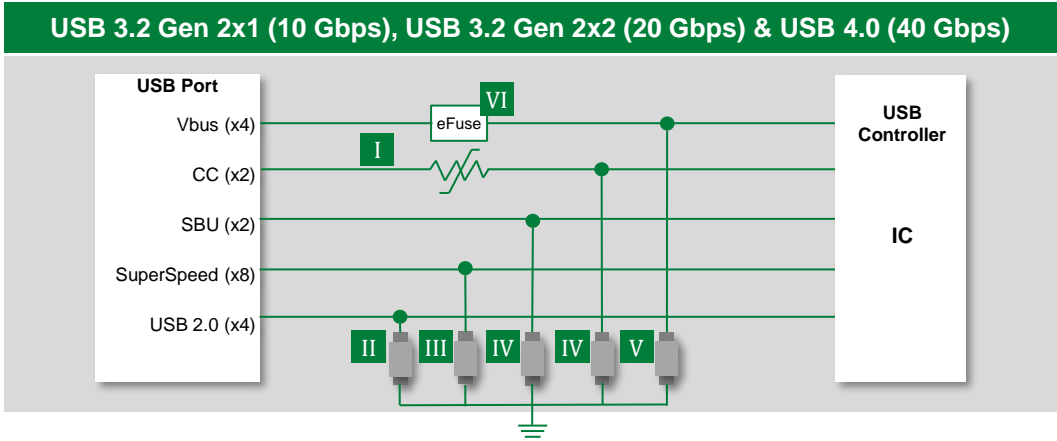 USB 3.2 Gen 2x1 (10 Gbps), USB 3.2 Gen 2x2 (20 Gbps) & USB 4.0 (40 Gbps)
USB Port
Vbus (x4)
CC (x2)
SBU (x2)
SuperSpeed (x8)
USB 2.0 (x4)
I
eFuse
VI
II
III
IV
IV
V
USB
Controller
IC